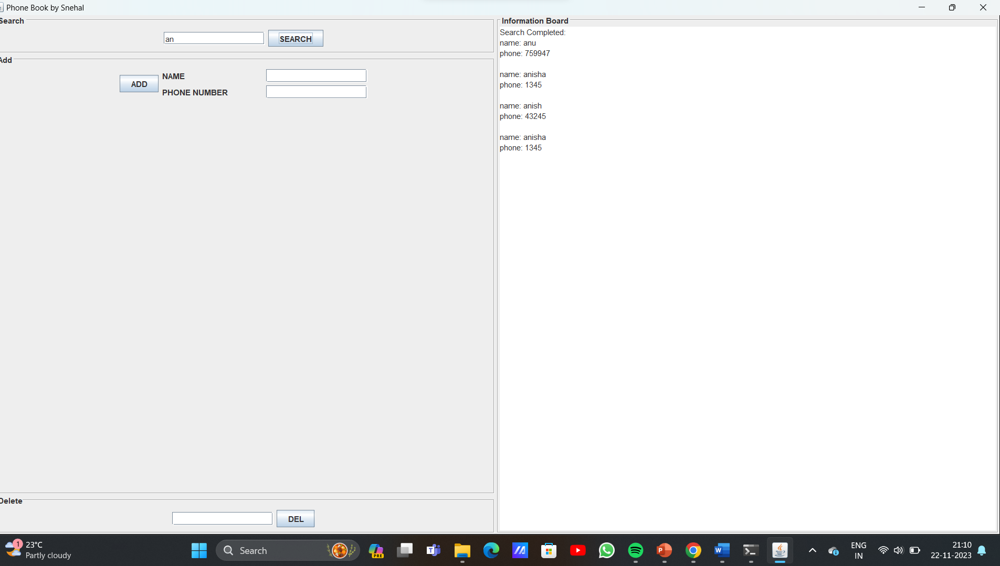 Phone Book by Snehal
Search
an
SEARCH
Add
ADD
NAME
PHONE NUMBER
Delete
DEL
Information Board
Search Completed:
name: anu
phone: 759947
name: anisha
phone: 1345
name: anish
phone: 43245
name: anisha
phone: 1345
1
23°C
Partly cloudy
Search
PRE
T
P
W
ENG
IN
21:10
22-11-2023